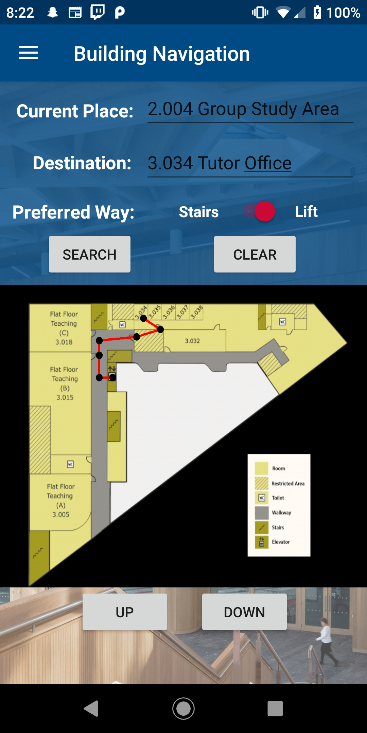 8:22
100%
Building Navigation
Current Place: 2.004 Group Study Area
Destination: 3.034 Tutor Office
Preferred Way: Stairs Lift
SEARCH CLEAR
3.034 3.035 3.036 3.037 3.038
Flat Floor
Teaching
(C)
3.018
3.032
Flat Floor
Teaching
(B)
3.015
Flat Floor
Teaching
(A)
3.005
Room
Restricted Area
Toilet
Walkway
Stairs
Elevator
UP DOWN